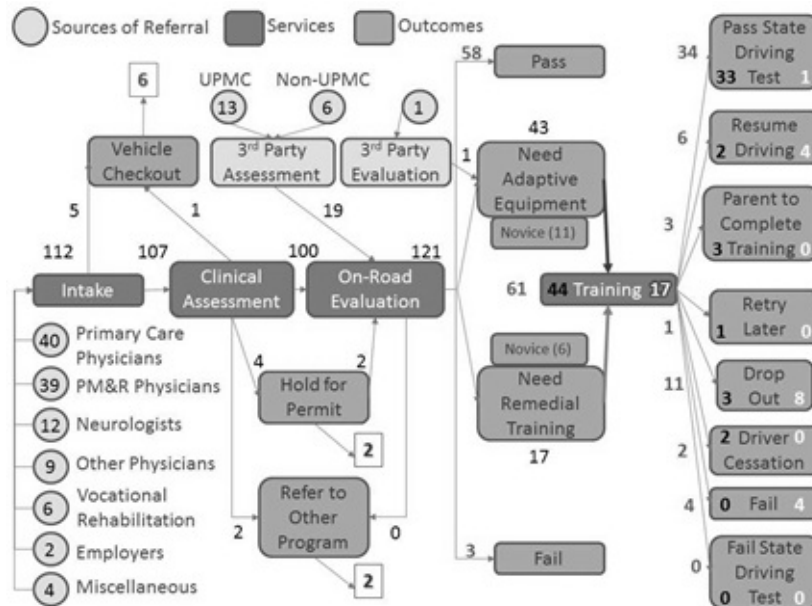 Sources of Referral
Services
Outcomes
6
UPMC
Non-UPMC
13
6
1
Vehicle
Checkout
3rd Party
Assessment
3rd Party
Evaluation
5
1
19
1
58
Pass
43
Need
Adaptive
Equipment
Novice (11)
112
107
100
121
Intake
Clinical
Assessment
On-Road
Evaluation
61
44 Training 17
40 Primary Care
Physicians
39 PM&R Physicians
12 Neurologists
9 Other Physicians
6 Vocational
Rehabilitation
2 Employers
4 Miscellaneous
4
2
Hold for
Permit
2
2
0
Refer to
Other
Program
2
Novice (6)
Need
Remedial
Training
17
3
Fail
34
Pass State
Driving
33 Test 1
6
Resume
2 Driving 4
3
Parent to
Complete
3 Training 0
1
Retry
1 Later 0
11
Drop
3 Out 8
2
2 Driver 0
Cessation
4
0 Fail 4
0
Fail State
Driving
0 Test 0